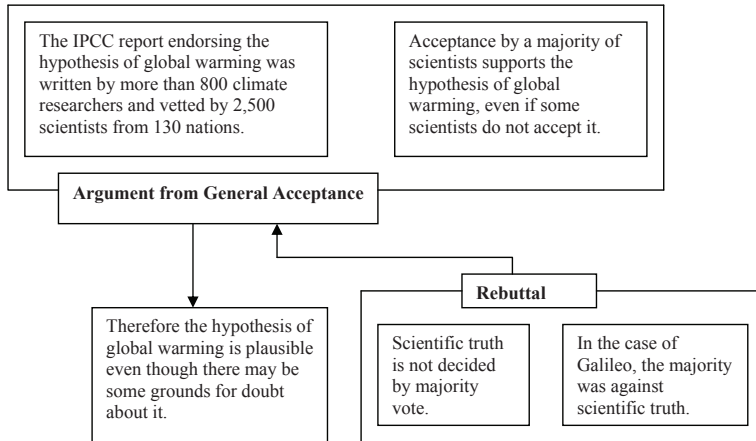 The IPCC report endorsing the
hypothesis of global warming was
written by more than 800 climate
researchers and vetted by 2,500
scientists from 130 nations.
Acceptance by a majority of
scientists supports the
hypothesis of global
warming, even if some
scientists do not accept it.
Argument from General Acceptance
Rebuttal
Therefore the hypothesis of
global warming is plausible
even though there may be
some grounds for doubt
about it.
Scientific truth
is not decided
by majority
vote.
In the case of
Galileo, the majority
was against
scientific truth.